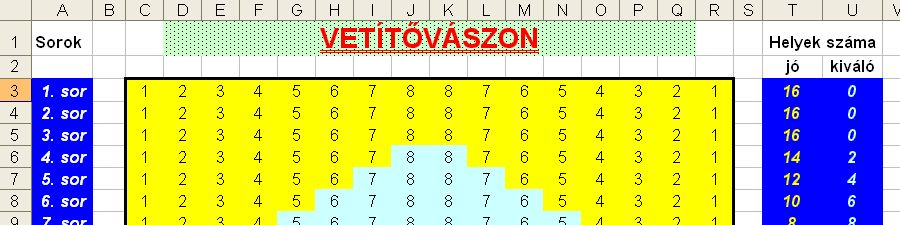 A B C D E F G H I J K L M N O P Q R S T U V
1 Sorok VETÍTŐVÁSZON Helyek száma
2 jó kiváló
3 1. sor 1 2 3 4 5 6 7 8 8 7 6 5 4 3 2 1 16 0
4 2. sor 1 2 3 4 5 6 7 8 8 7 6 5 4 3 2 1 16 0
5 3. sor 1 2 3 4 5 6 7 8 8 7 6 5 4 3 2 1 16 0
6 4. sor 1 2 3 4 5 6 7 8 8 7 6 5 4 3 2 1 14 2
7 5. sor 1 2 3 4 5 6 7 8 8 7 6 5 4 3 2 1 12 4
8 6. sor 1 2 3 4 5 6 7 8 8 7 6 5 4 3 2 1 10 6
9 7. sor 1 2 3 4 5 6 7 8 8 7 6 5 4 3 2 1 8 8